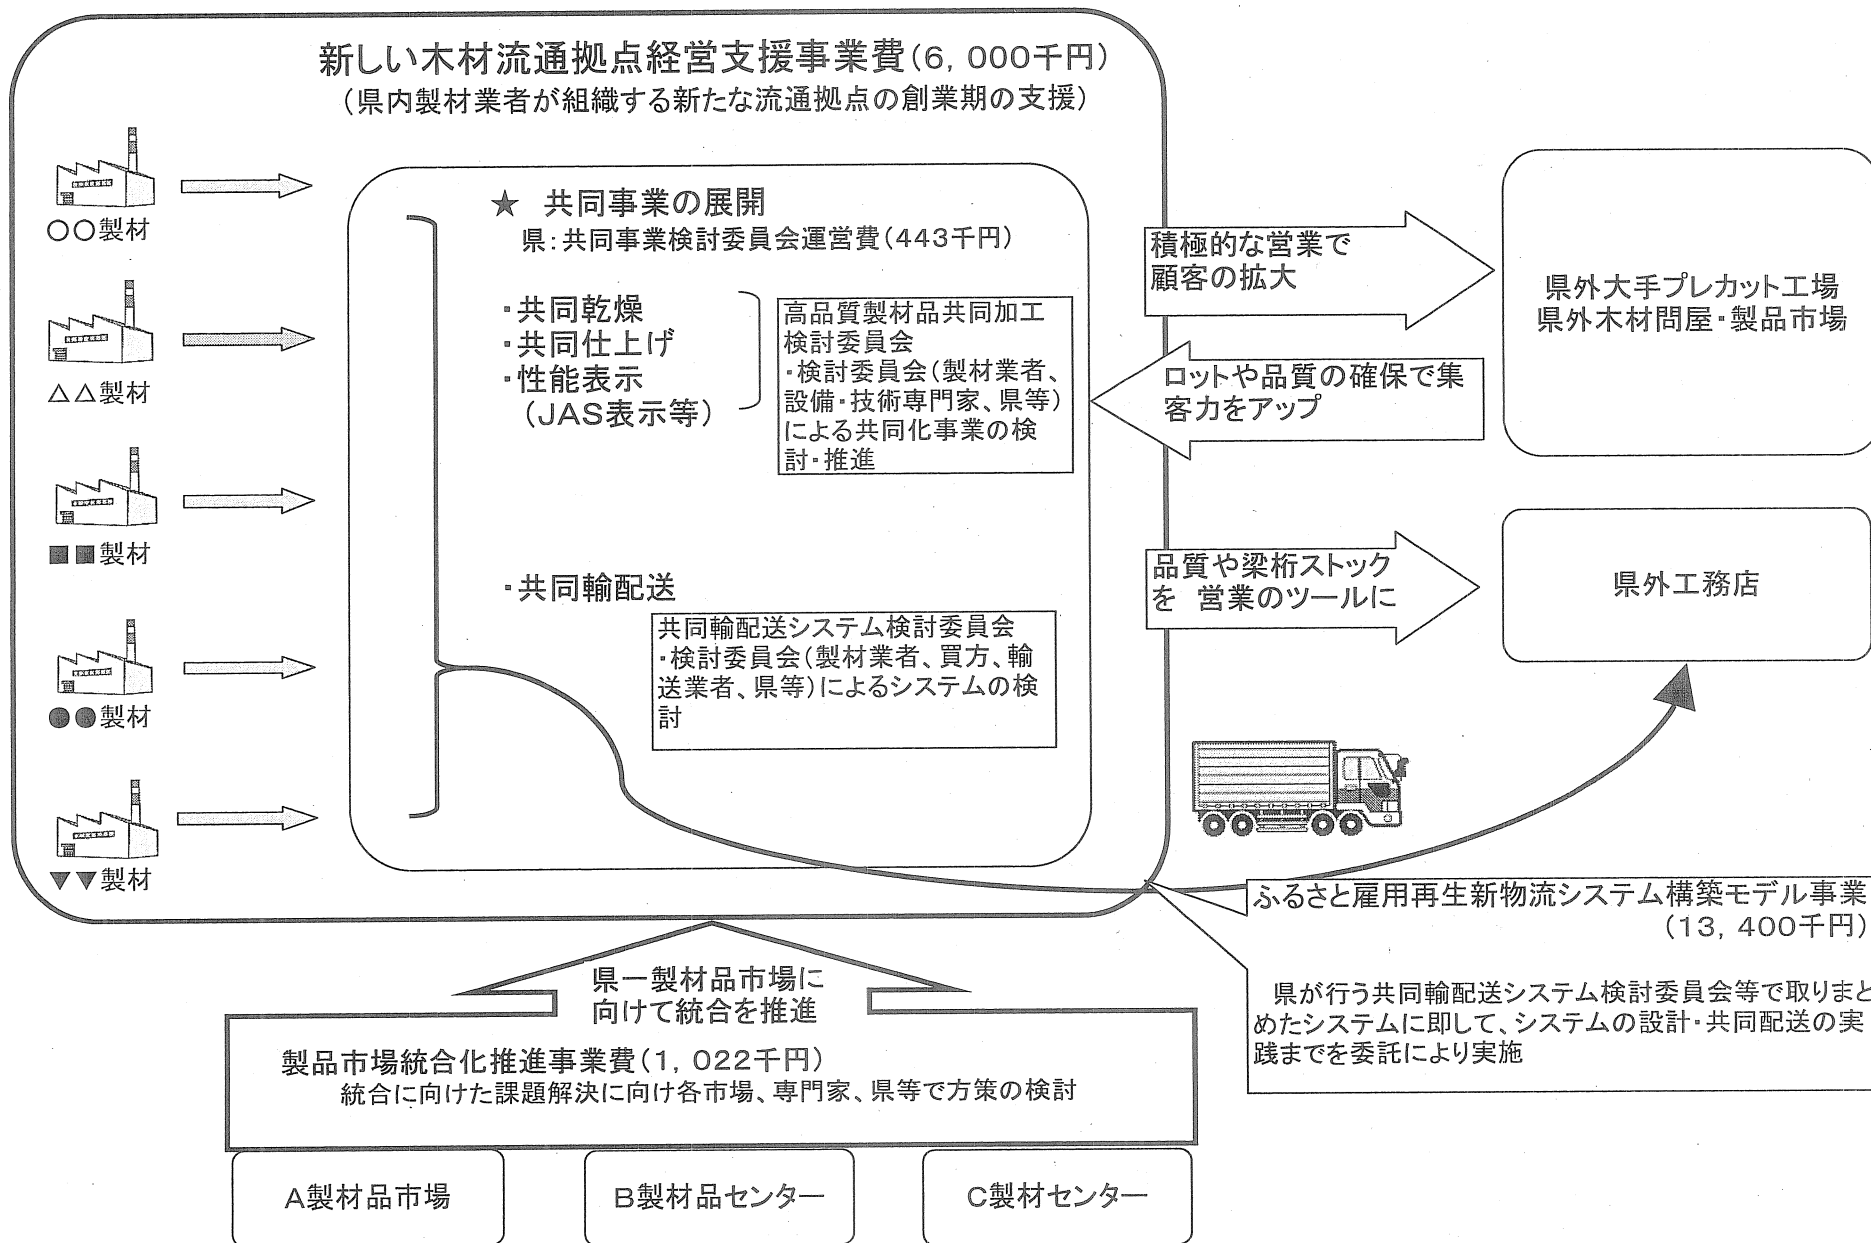 新しい木材流通拠点経営支援事業費(6,000千円)
(県内製材業者が組織する新たな流通拠点の創業期の支援)
○○製材
△△製材
■■製材
●●製材
▼▼製材
★ 共同事業の展開
県:共同事業検討委員会運営費(443千円)
・共同乾燥
・共同仕上げ
・性能表示
(JAS表示等)
高品質製材品共同加工
検討委員会
・検討委員会(製材業者、
設備・技術専門家、県等)
による共同化事業の検
討・推進
・共同輸配送
共同輸配送システム検討委員会
・検討委員会(製材業者、買方、輸
送業者、県等)によるシステムの検
討
積極的な営業で
顧客の拡大
ロットや品質の確保で集
客力をアップ
県外大手プレカット工場
県外木材問屋・製品市場
品質や梁桁ストック
を 営業のツールに
県外工務店
ふるさと雇用再生新物流システム構築モデル事業
(13,400千円)
県が行う共同輸配送システム検討委員会等で取りまと
めたシステムに即して、システムの設計・共同配送の実
践までを委託により実施
県一製材品市場に
向けて統合を推進
製品市場統合化推進事業費(1,022千円)
統合に向けた課題解決に向け各市場、専門家、県等で方策の検討
A製材品市場
B製材品センター
C製材センター